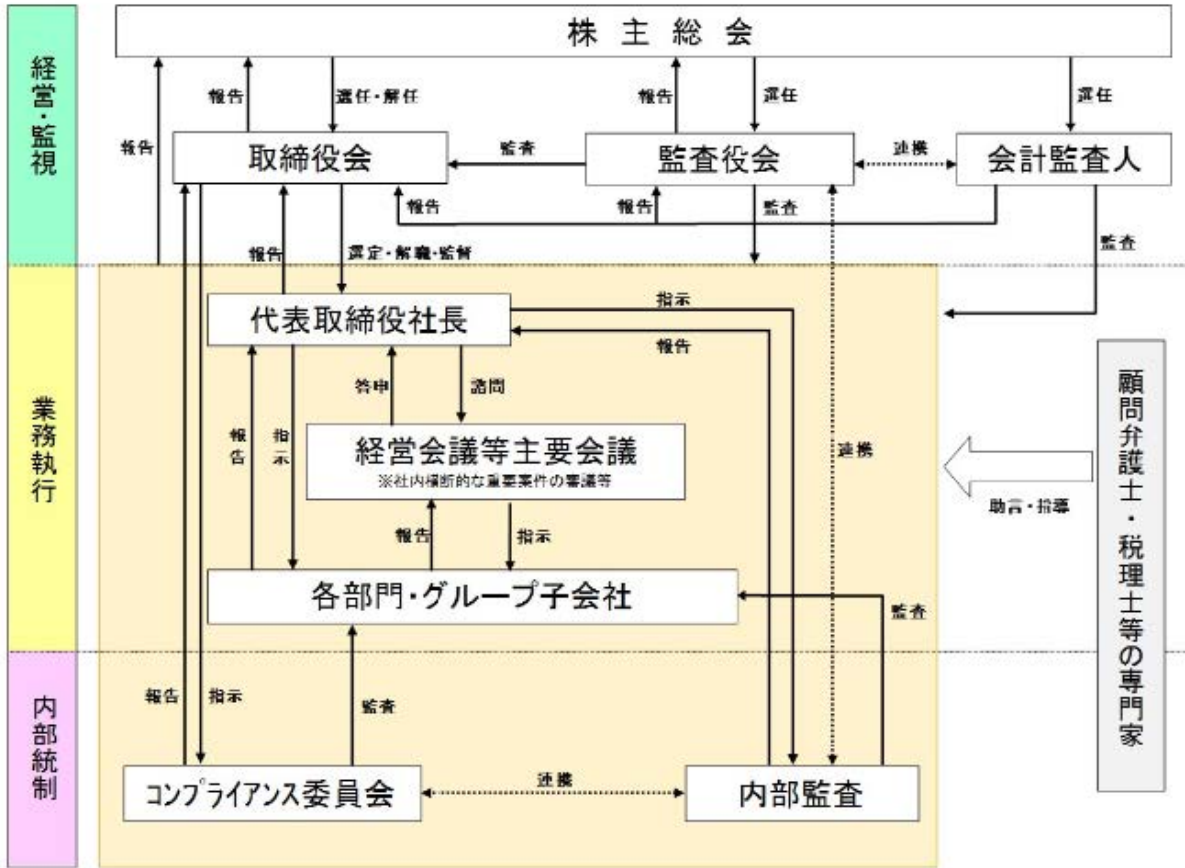 株主総会
経営・監視
報告
選任・解任
報告
選任
選任
報告
取締役会
監査
監査役会
連携
会計監査人
報告
報告
監査
監査
報告
選定・解職・監督
代表取締役社長
指示
報告
答申
諮問
業務執行
報告
指示
経営会議等主要会議
※社内横断的な重要案件の審議等
連携
助言・指導
顧問弁護士・税理士等の専門家
報告
指示
各部門・グループ子会社
監査
内部統制
報告
指示
監査
コンプライアンス委員会
連携
内部監査